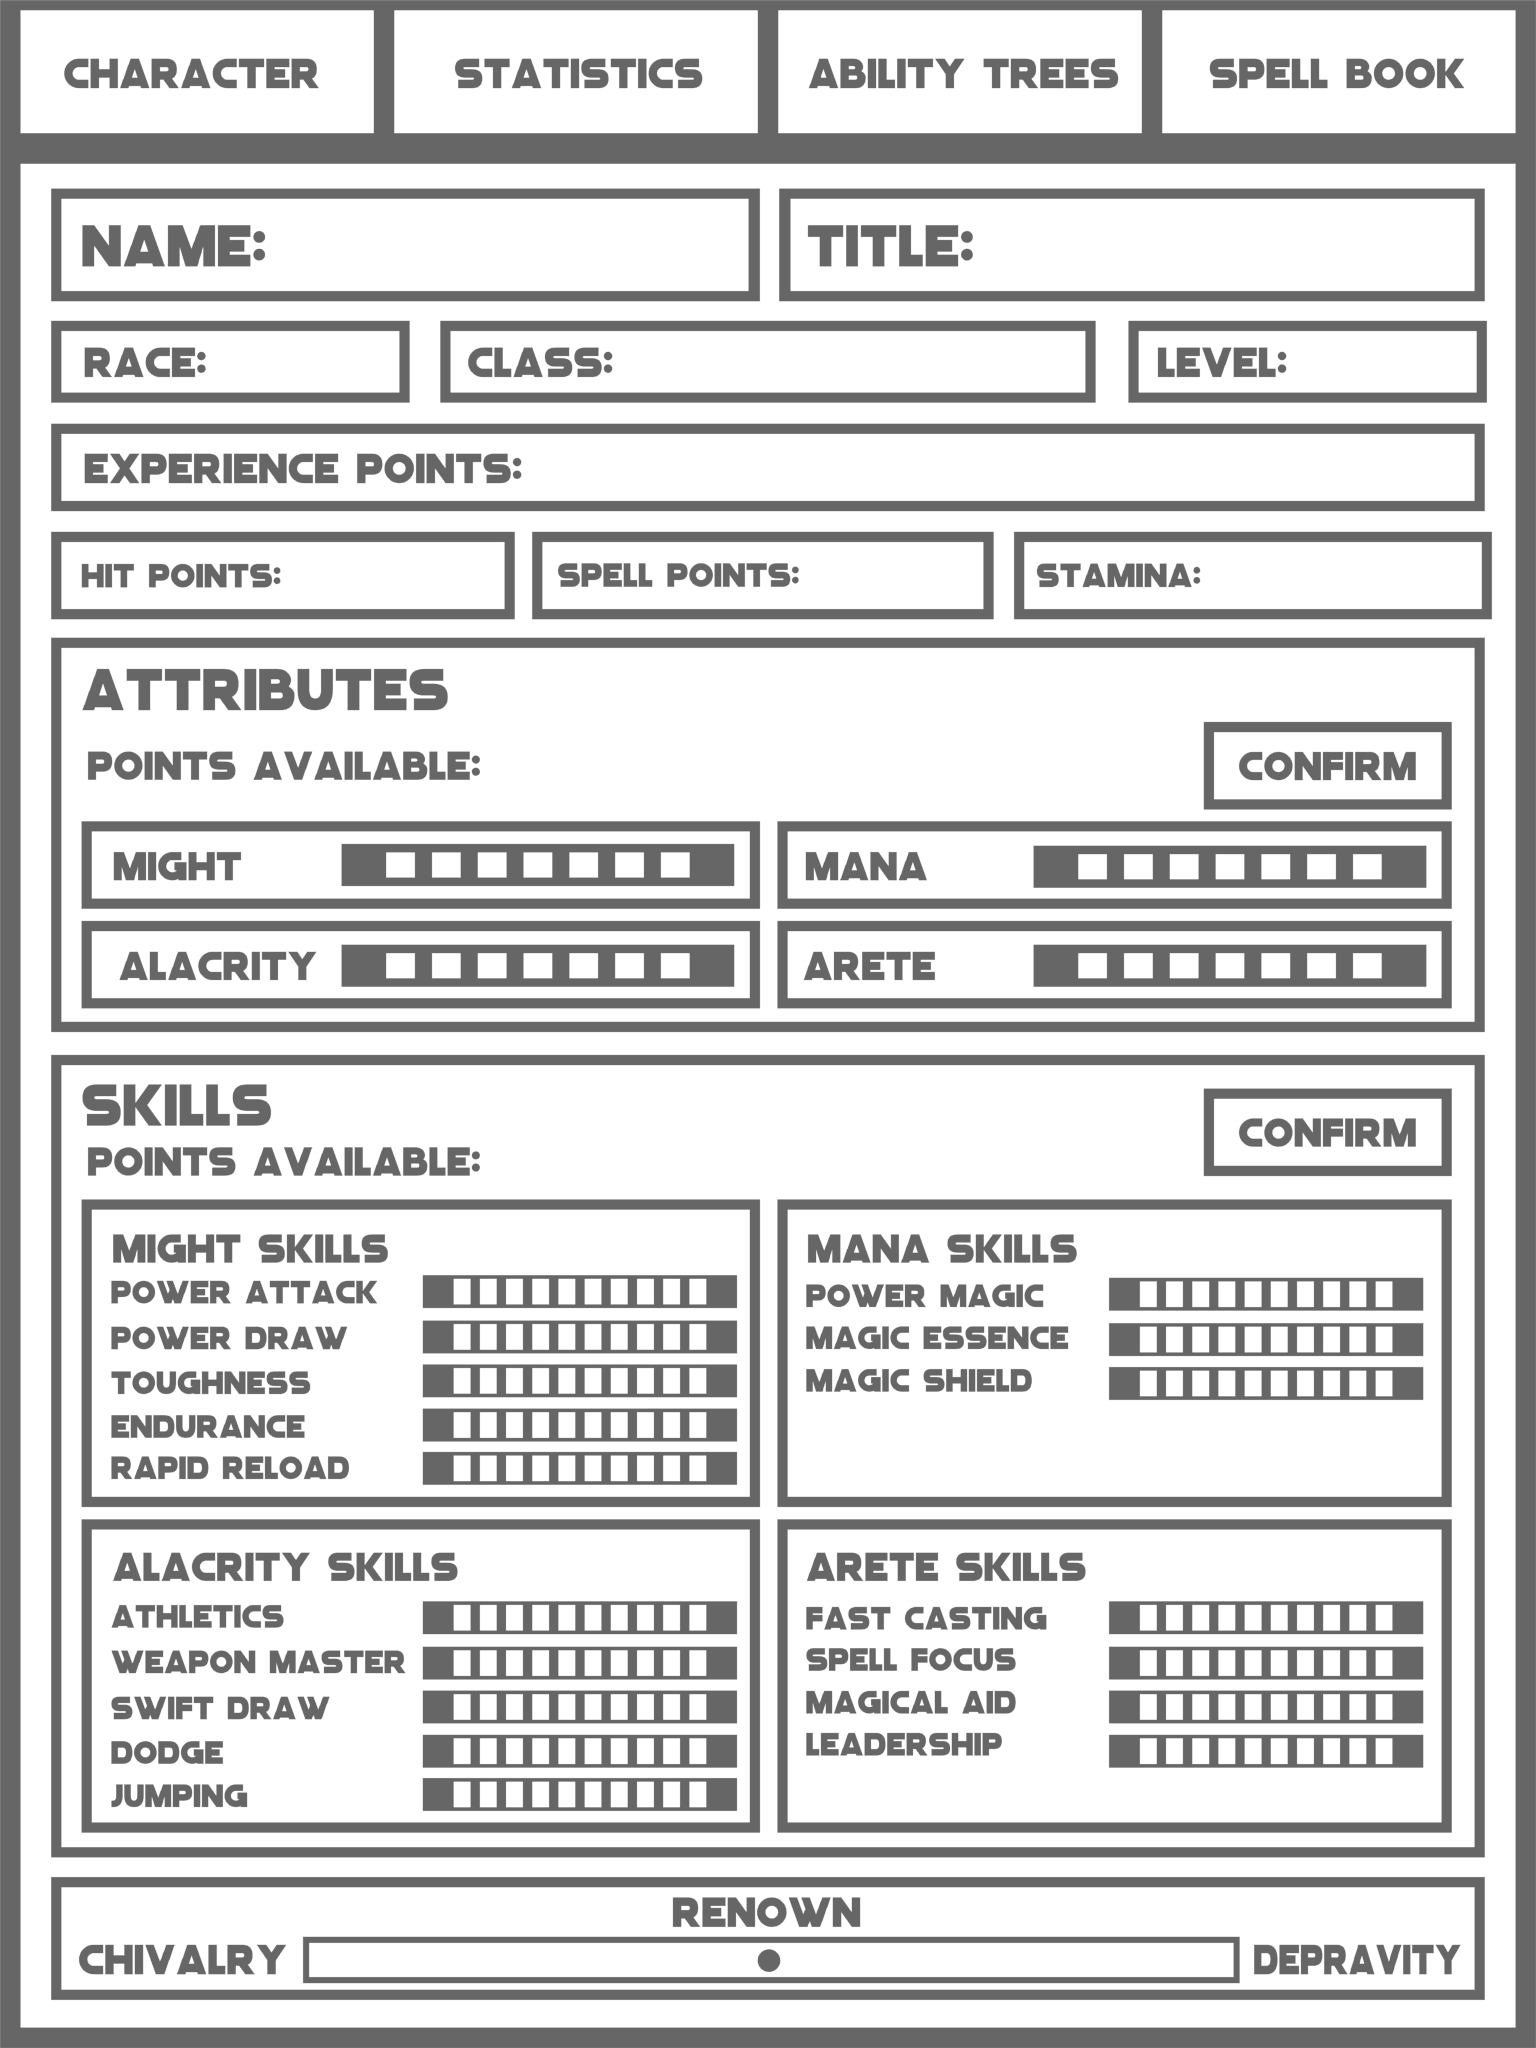 CHARACTER
STATISTICS
ABILITY TREES
SPELL BOOK
NAME:
TITLE:
RACE:
CLASS:
LEVEL:
EXPERIENCE POINTS:
HIT POINTS:
SPELL POINTS:
STAMINA:
ATTRIBUTES
POINTS AVAILABLE:
CONFIRM
MIGHT
MANA
ALACRITY
ARETE
SKILLS
POINTS AVAILABLE:
CONFIRM
MIGHT SKILLS
POWER ATTACK
POWER DRAW
TOUGHNESS
ENDURANCE
RAPID RELOAD
MANA SKILLS
POWER MAGIC
MAGIC ESSENCE
MAGIC SHIELD
ALACRITY SKILLS
ATHLETICS
WEAPON MASTER
SWIFT DRAW
DODGE
JUMPING
ARETE SKILLS
FAST CASTING
SPELL FOCUS
MAGICAL AID
LEADERSHIP
RENOWN
CHIVALRY
DEPRAVITY